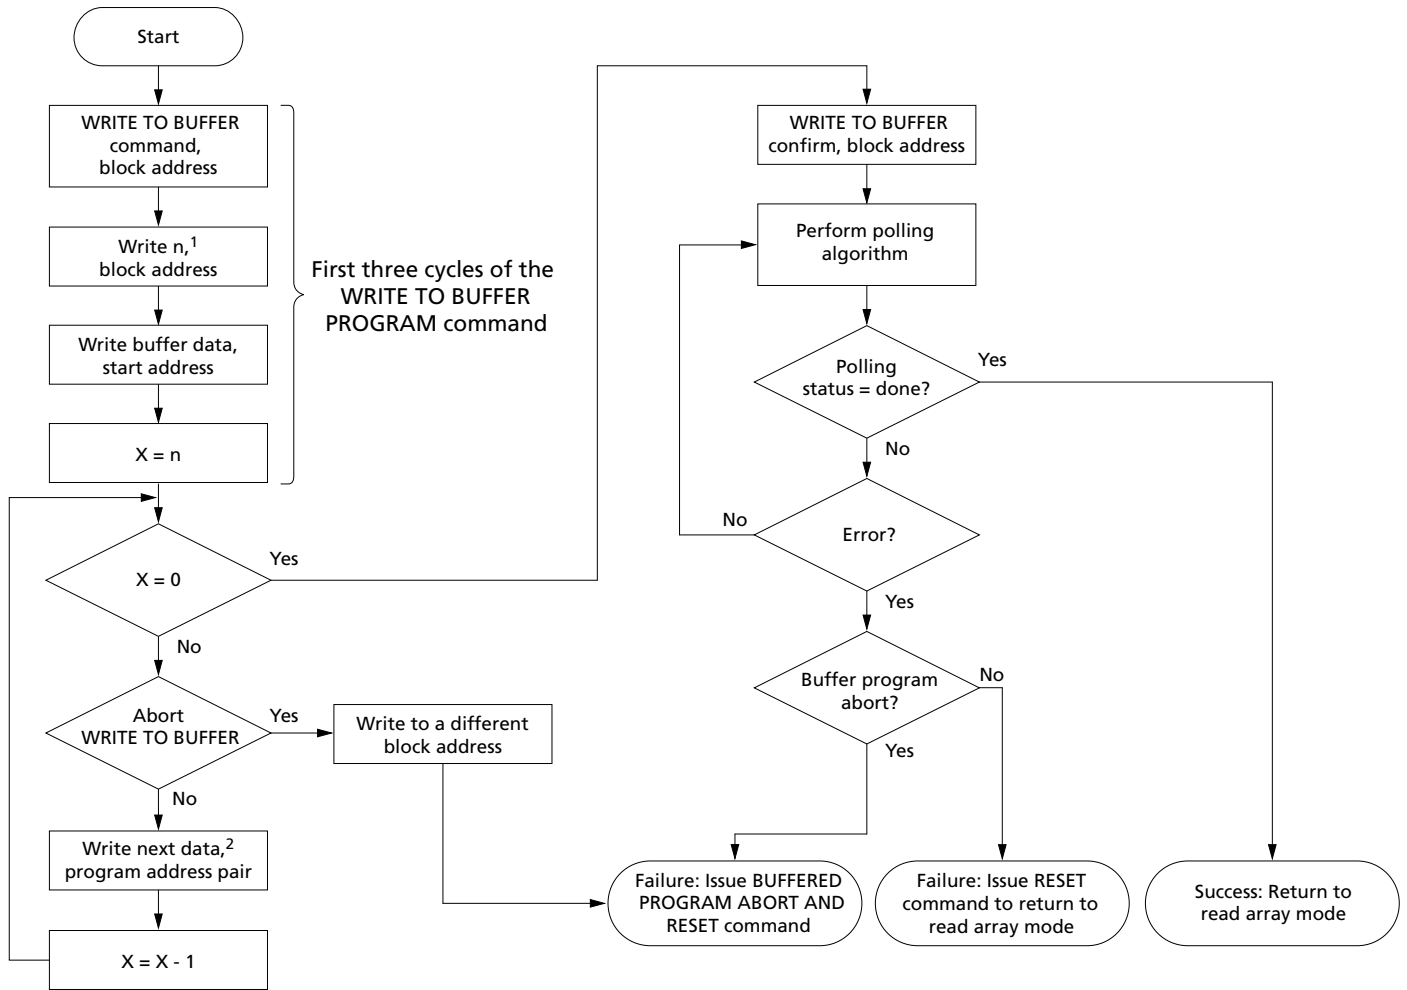 Start
WRITE TO BUFFER
command,
block address
Write n,1
block address
Write buffer data,
start address
X = n
First three cycles of the
WRITE TO BUFFER
PROGRAM command
X = 0
Yes
No
Abort
WRITE TO BUFFER
Yes
No
Write to a different
block address
Write next data,2
program address pair
X = X - 1
WRITE TO BUFFER
confirm, block address
Perform polling
algorithm
Polling
status = done?
Yes
No
Error?
No
Yes
Buffer program
abort?
No
Yes
Failure: Issue BUFFERED
PROGRAM ABORT AND
RESET command
Failure: Issue RESET
command to return to
read array mode
Success: Return to
read array mode